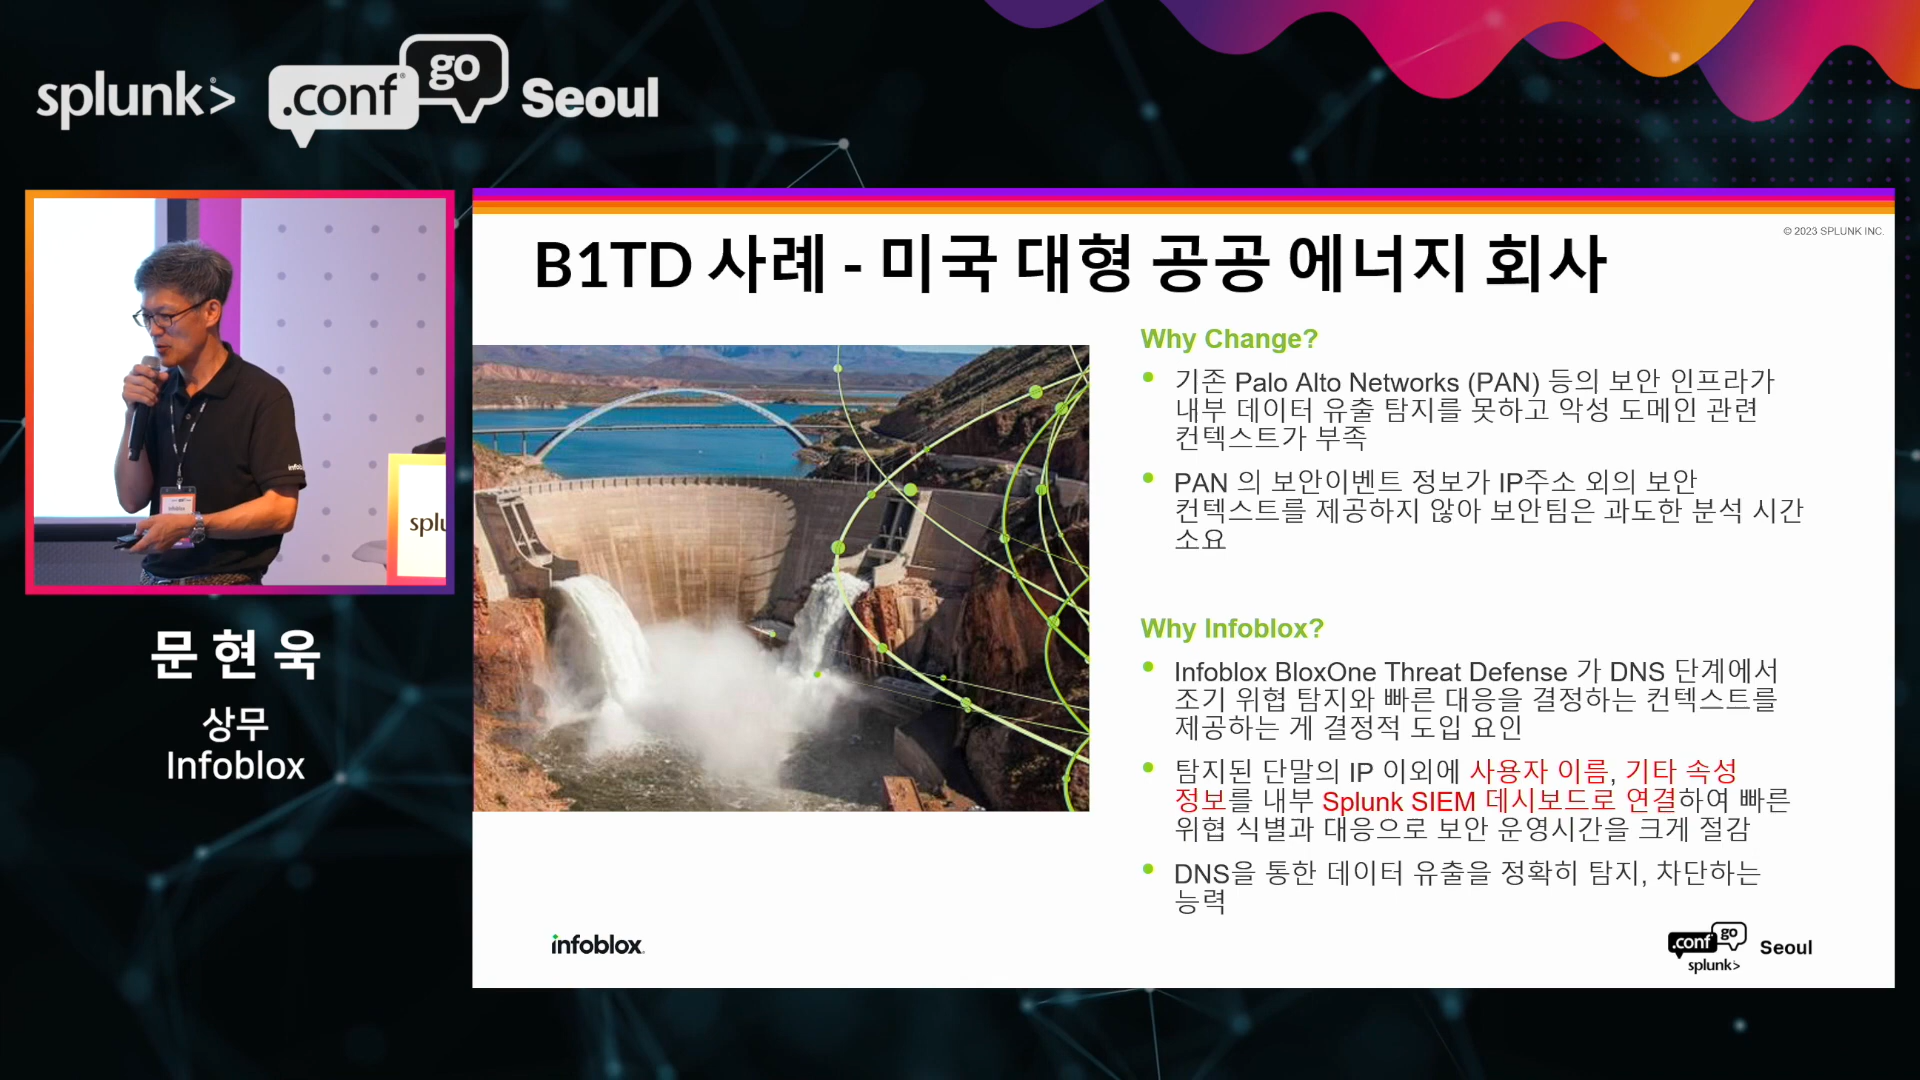 splunk> .conf go Seoul
B1TD 사례 - 미국 대형 공공 에너지 회사
© 2023 SPLUNK INC.
Why Change?
기존 Palo Alto Networks (PAN) 등의 보안 인프라가
내부 데이터 유출 탐지를 못하고 악성 도메인 관련
컨텍스트가 부족
PAN 의 보안이벤트 정보가 IP주소 외의 보안
컨텍스트를 제공하지 않아 보안팀은 과도한 분석 시간
소요
Why Infoblox?
Infoblox BloxOne Threat Defense 가 DNS 단계에서
조기 위협 탐지와 빠른 대응을 결정하는 컨텍스트를
제공하는 게 결정적 도입 요인
탐지된 단말의 IP 이외에 사용자 이름, 기타 속성
정보를 내부 Splunk SIEM 데시보드로 연결하여 빠른
위협 식별과 대응으로 보안 운영시간을 크게 절감
DNS을 통한 데이터 유출을 정확히 탐지, 차단하는
능력
infoblox
.conf go Seoul
splunk>
splu
문 현 욱
상무
Infoblox